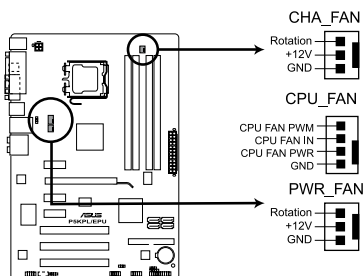 CHA_FAN
Rotation
+12V
GND
CPU_FAN
CPU FAN PWM
CPU FAN IN
CPU FAN PWR
GND
PWR_FAN
Rotation
+12V
GND
ASUS
P5KPL/EPU